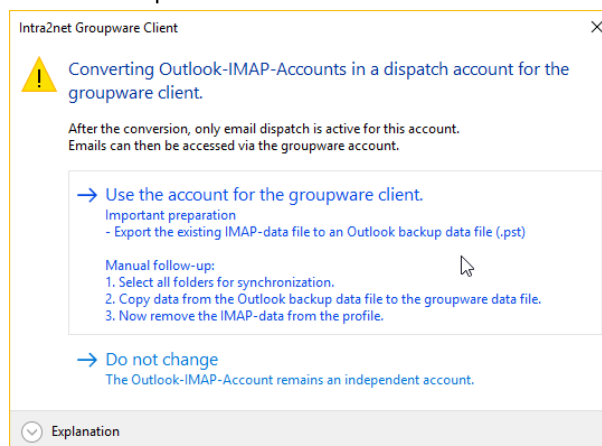 Intra2net Groupware Client
Converting Outlook-IMAP-Accounts in a dispatch account for the
groupware client.
After the conversion, only email dispatch is active for this account.
Emails can then be accessed via the groupware account.
Use the account for the groupware client.
Important preparation
- Export the existing IMAP-data file to an Outlook backup data file (.pst)
Manual follow-up:
1. Select all folders for synchronization.
2. Copy data from the Outlook backup data file to the groupware data file.
3. Now remove the IMAP-data from the profile.
Do not change
The Outlook-IMAP-Account remains an independent account.
Explanation